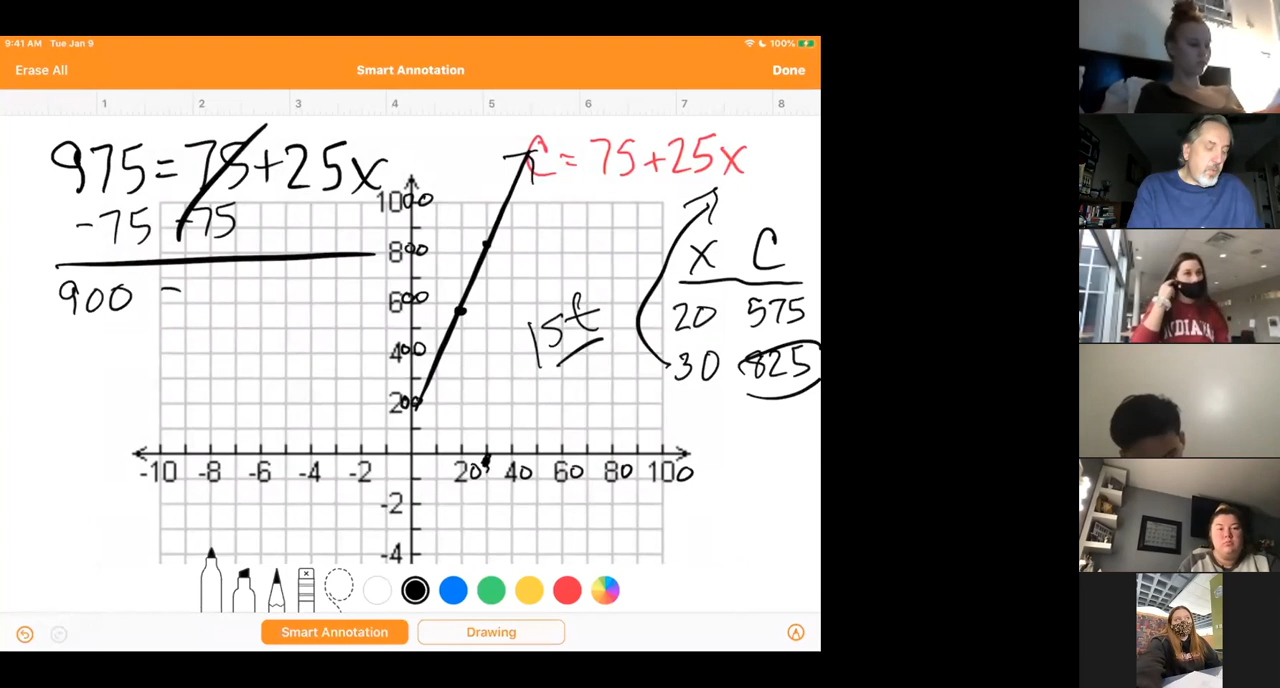 9:41 AM Tue Jan 9
100%
Erase All
Smart Annotation
Done
1 2 3 4 5 6 7 8
975=75+25x
-75 -75
900 =
C=75+25x
x C
20 575
30 825
1st
1000
800
600
400
200
-10 -8 -6 -4 -2 20 40 60 80 100
-2
-4
Smart Annotation
Drawing
INDIANA